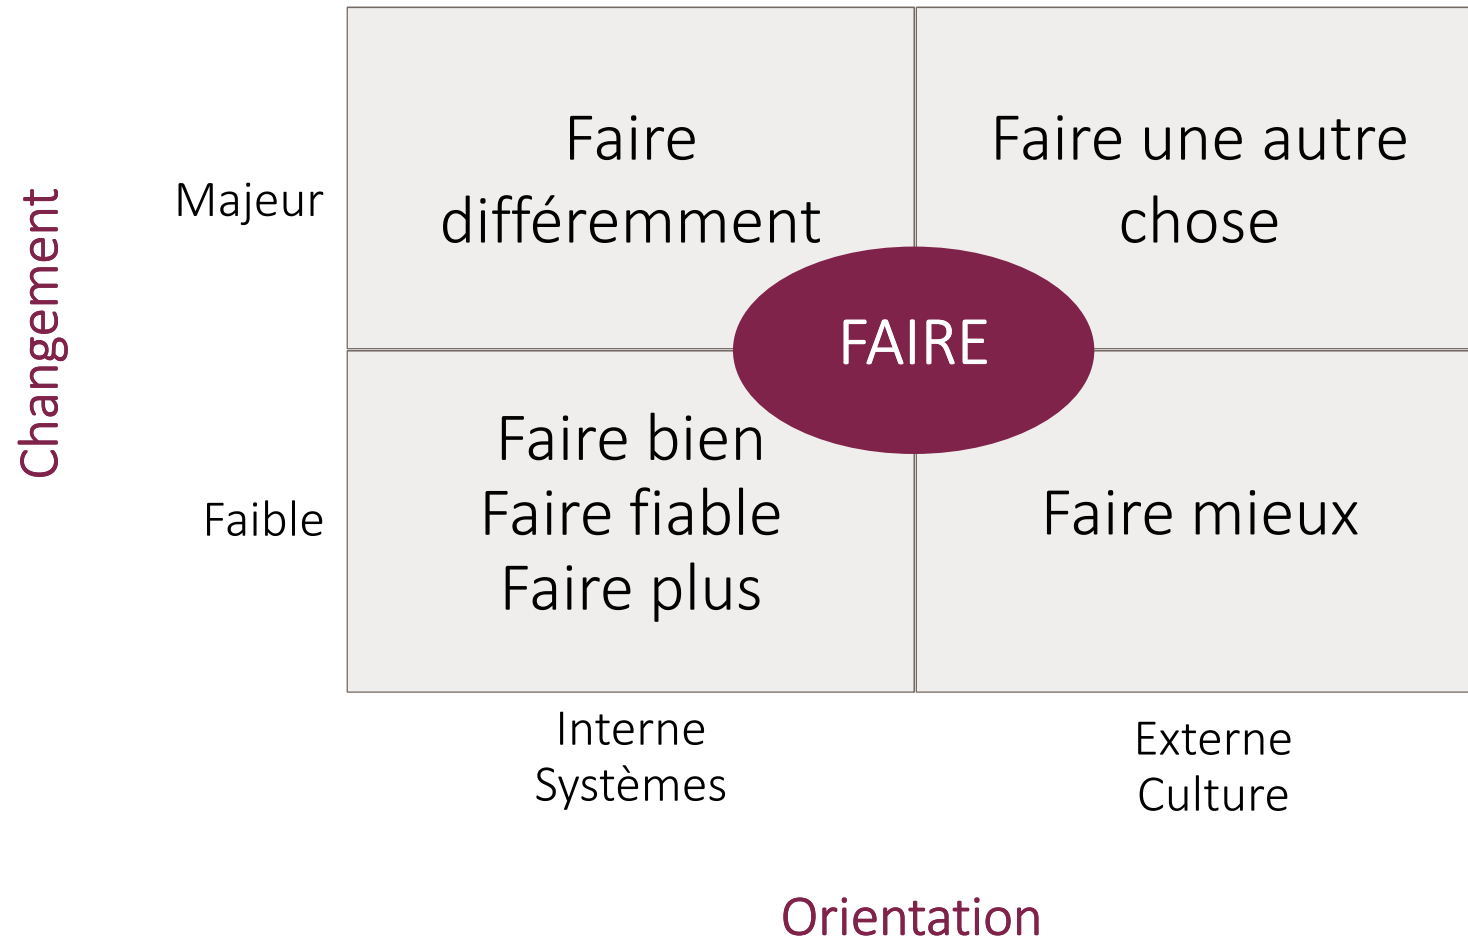 Changement
Majeur
Faire
différemment
Faire une autre
chose
FAIRE
Faible
Faire bien
Faire fiable
Faire plus
Faire mieux
Interne
Systèmes
Externe
Culture
Orientation